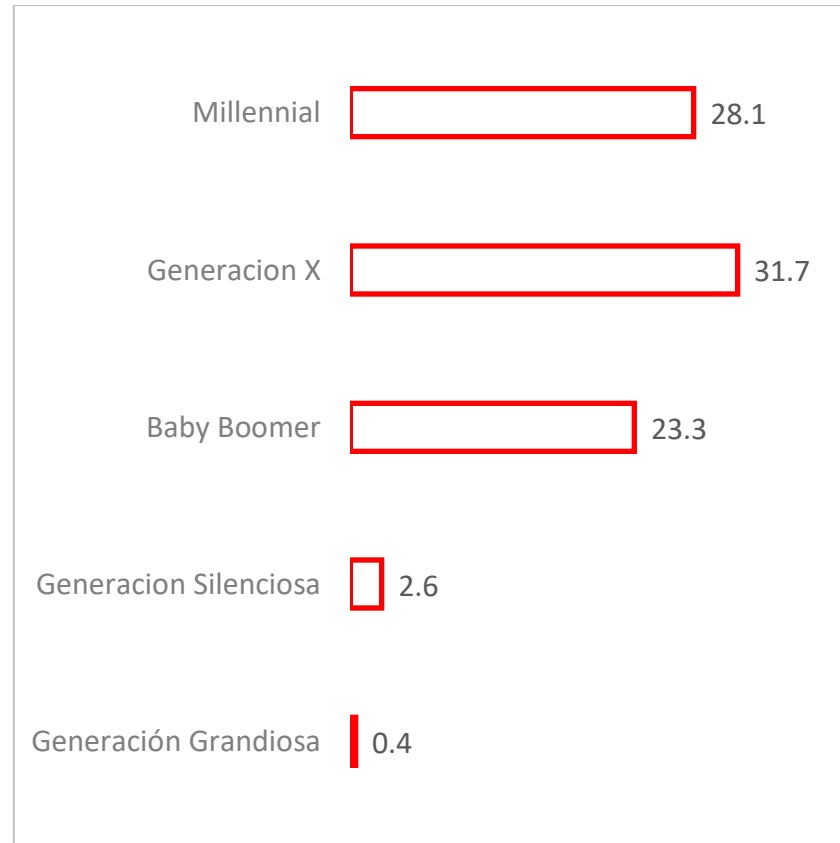 Millennial 28.1
Generacion X 31.7
Baby Boomer 23.3
Generacion Silenciosa 2.6
Generación Grandiosa 0.4